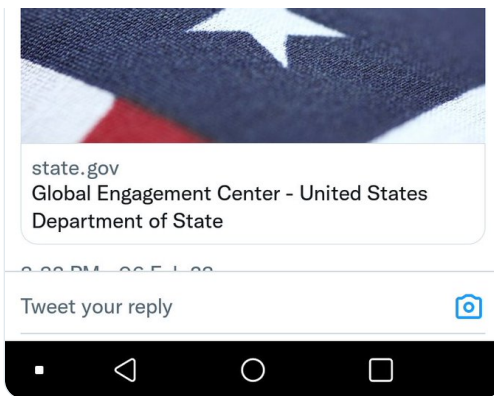 state.gov
Global Engagement Center - United States
Department of State
Tweet your reply